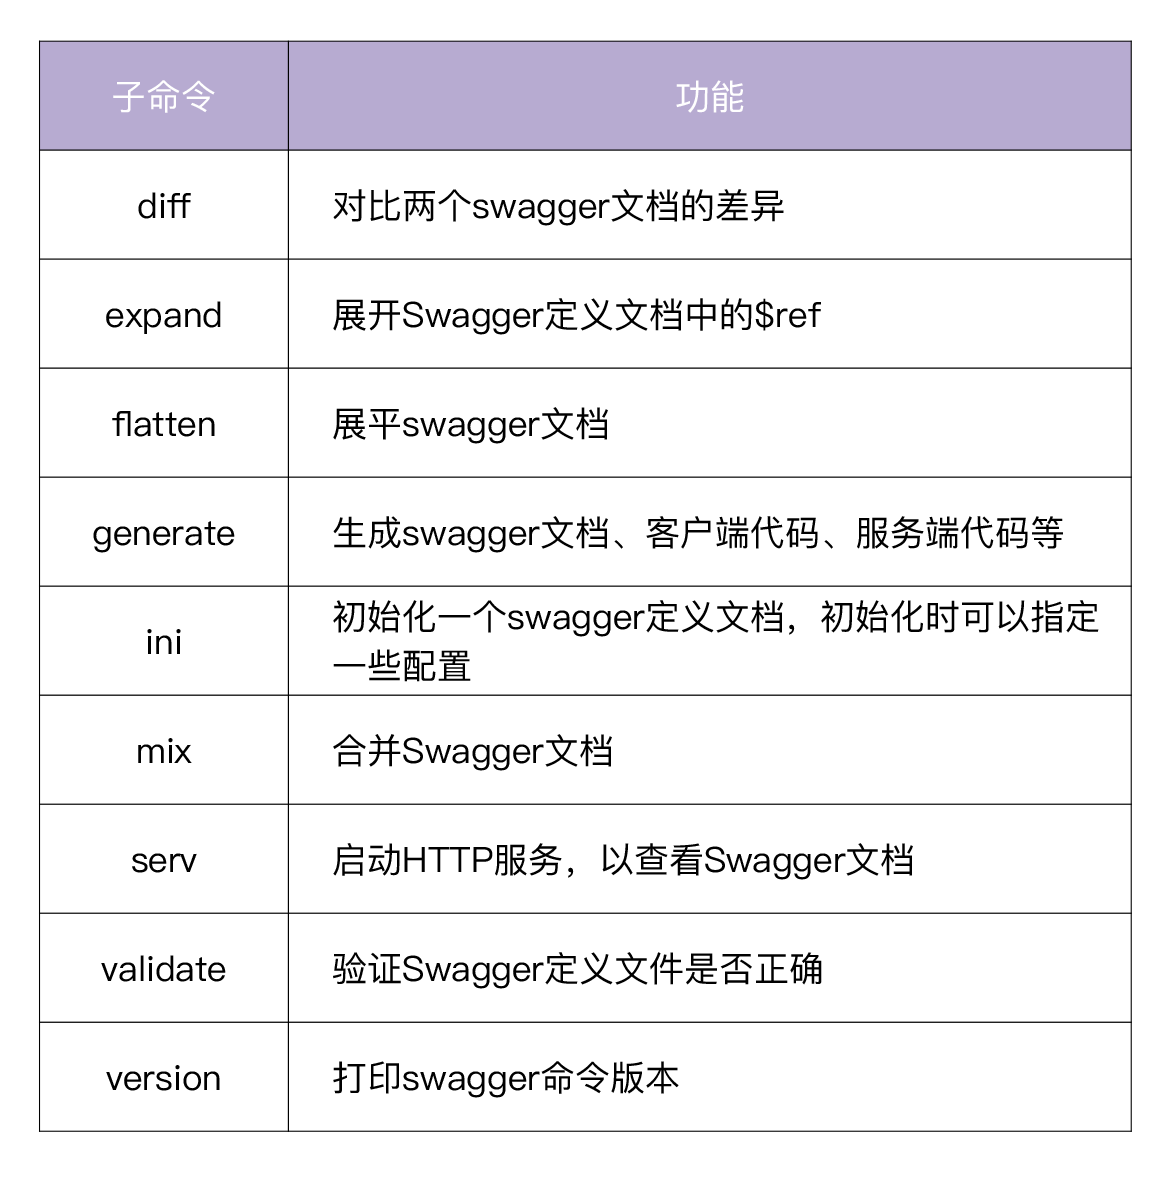 子命令 功能
diff 对比两个swagger文档的差异
expand 展开Swagger定义文档中的$ref
flatten 展平swagger文档
generate 生成swagger文档、客户端代码、服务端代码等
ini 初始化一个swagger定义文档，初始化时可以指定
一些配置
mix 合并Swagger文档
serv 启动HTTP服务，以查看Swagger文档
validate 验证Swagger定义文件是否正确
version 打印swagger命令版本